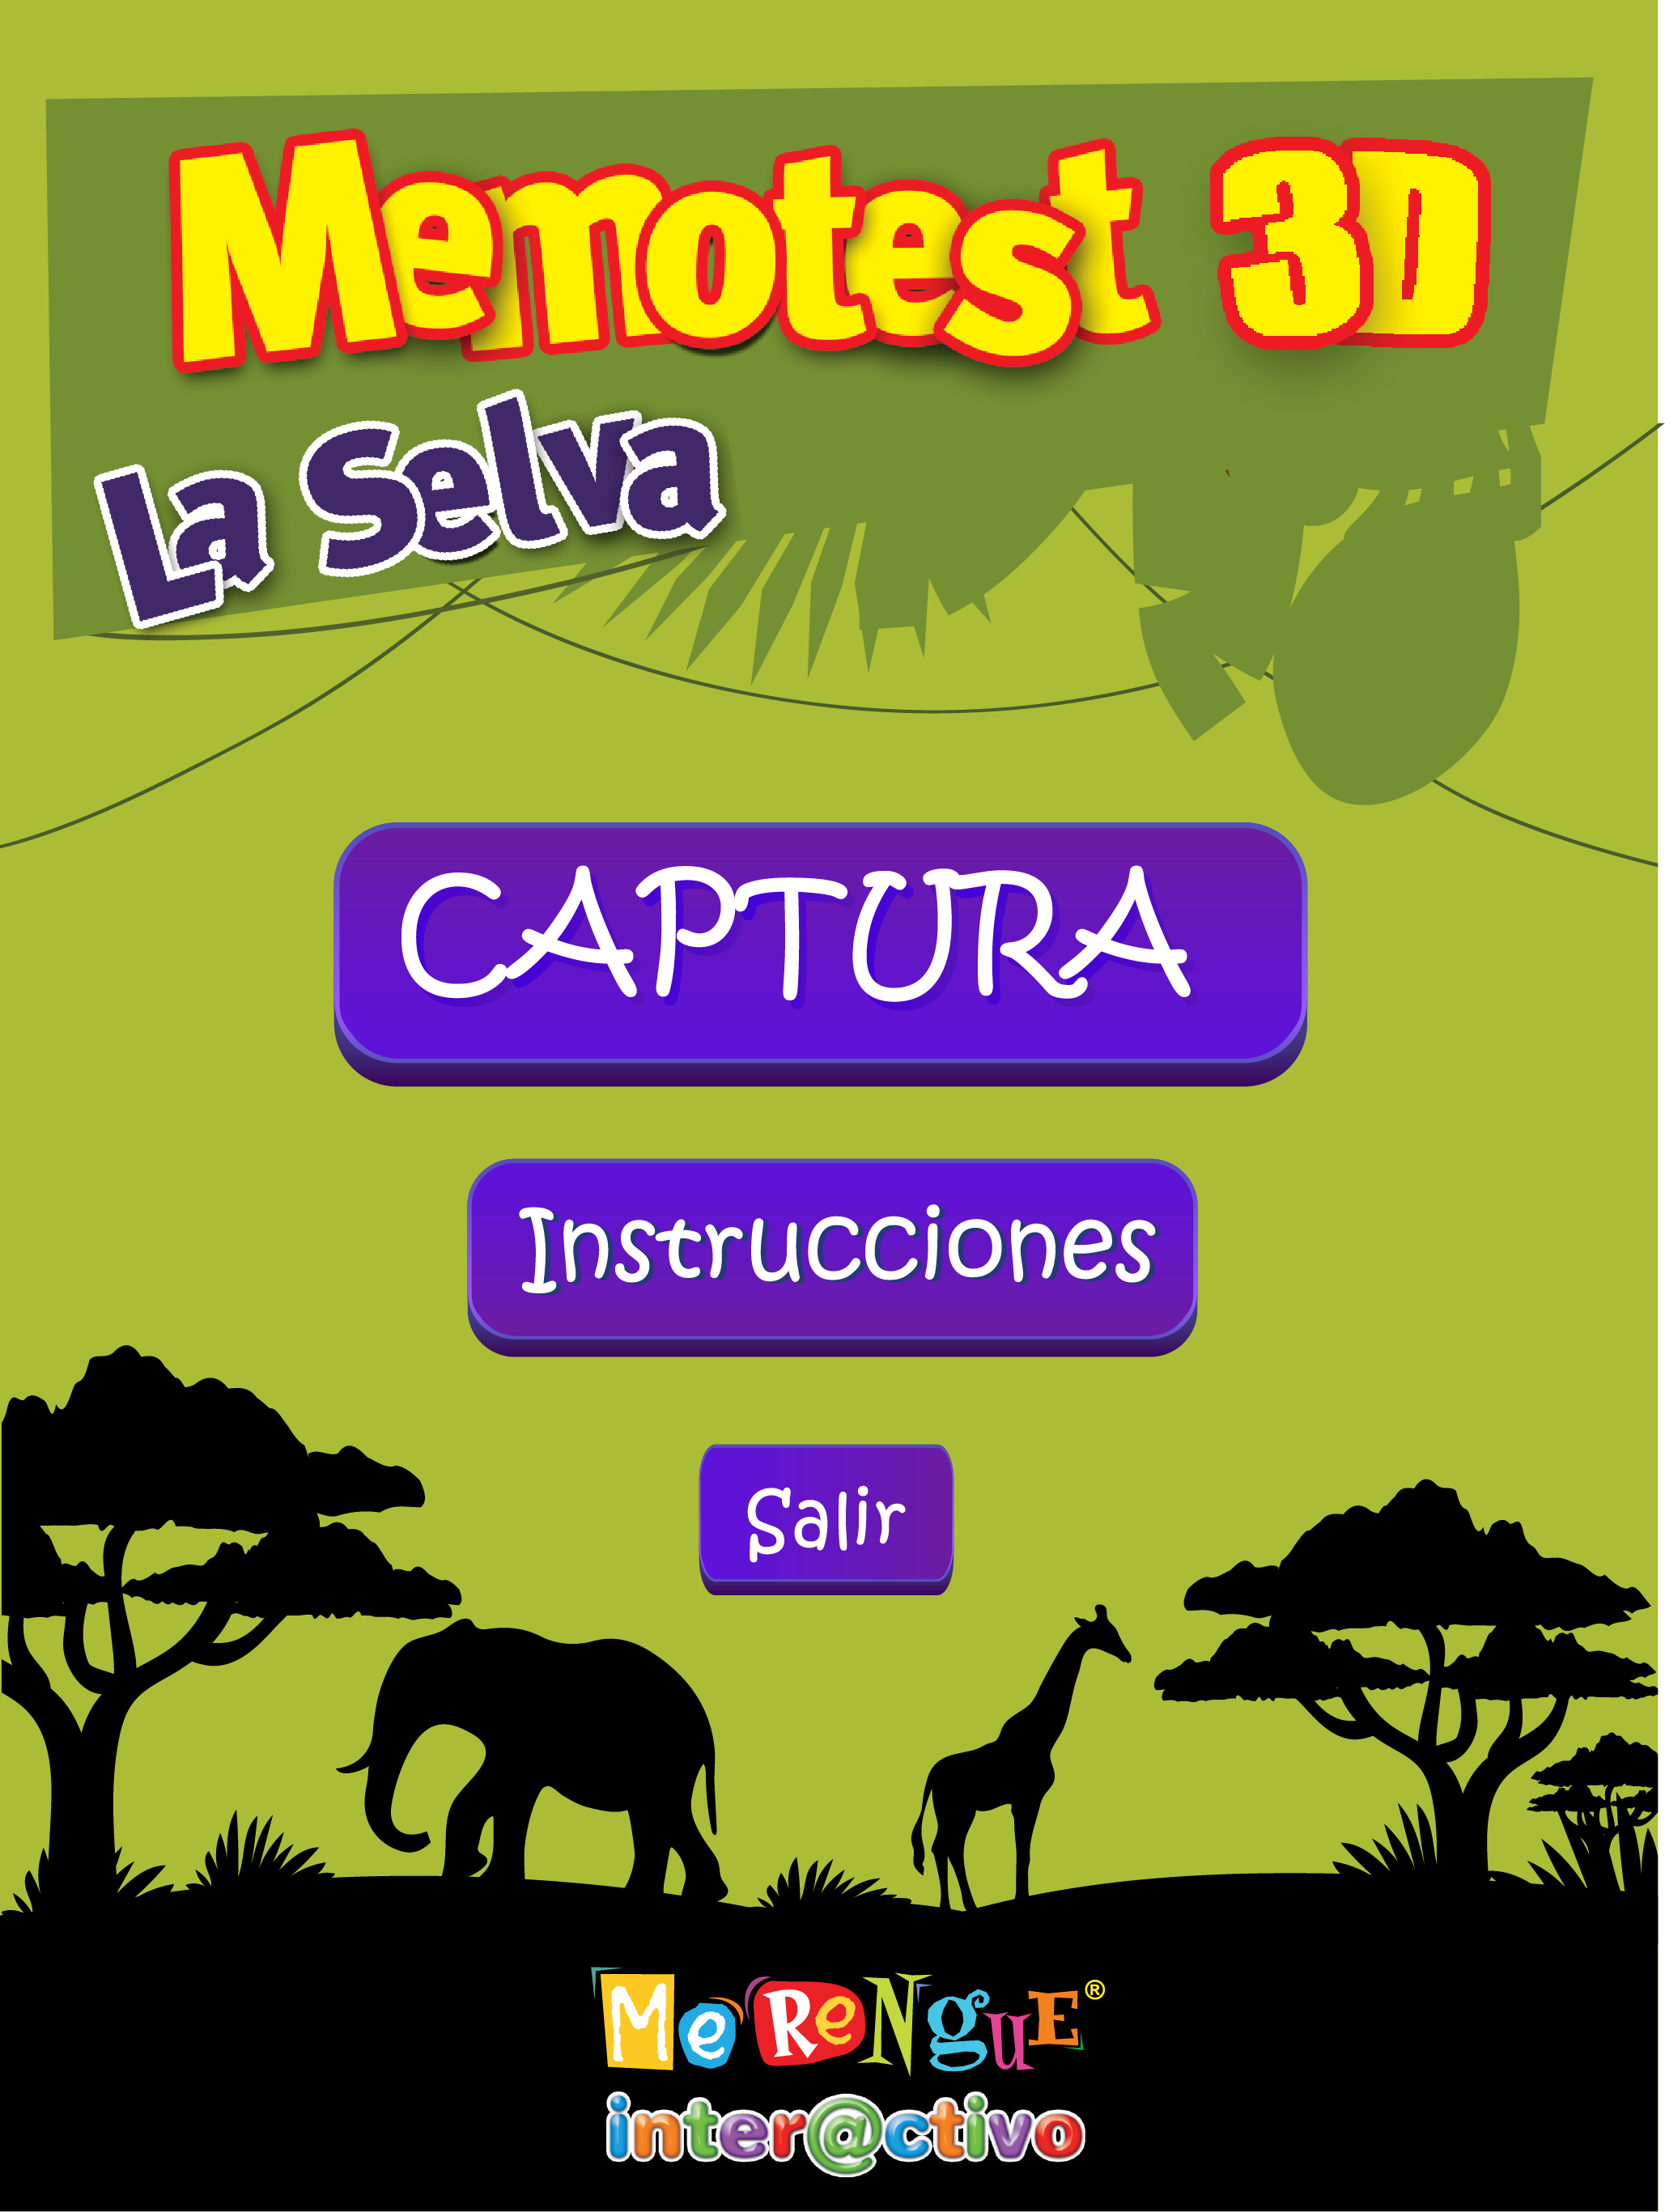 Memotest 3D
La Selva
CAPTURA
Instrucciones
Salir
MeReNguE®
inter@ctivo